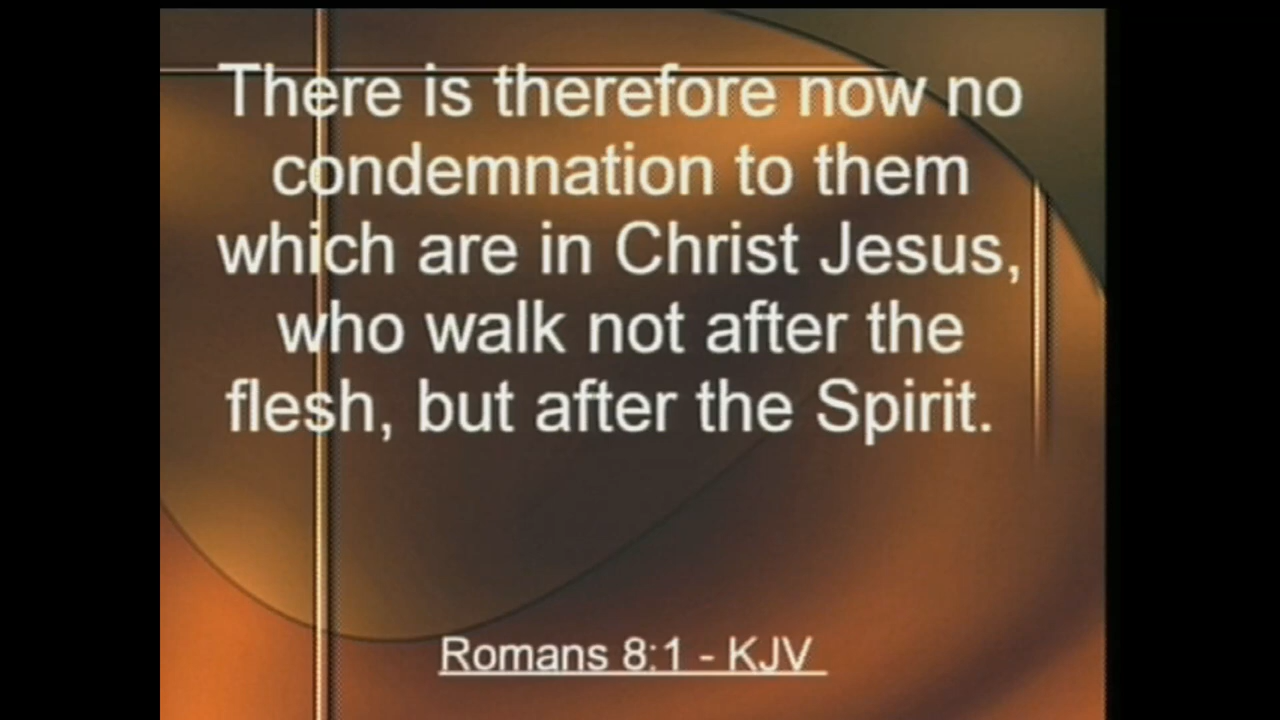 There is therefore now no
condemnation to them
which are in Christ Jesus,
who walk not after the
flesh, but after the Spirit.
Romans 8:1 - KJV